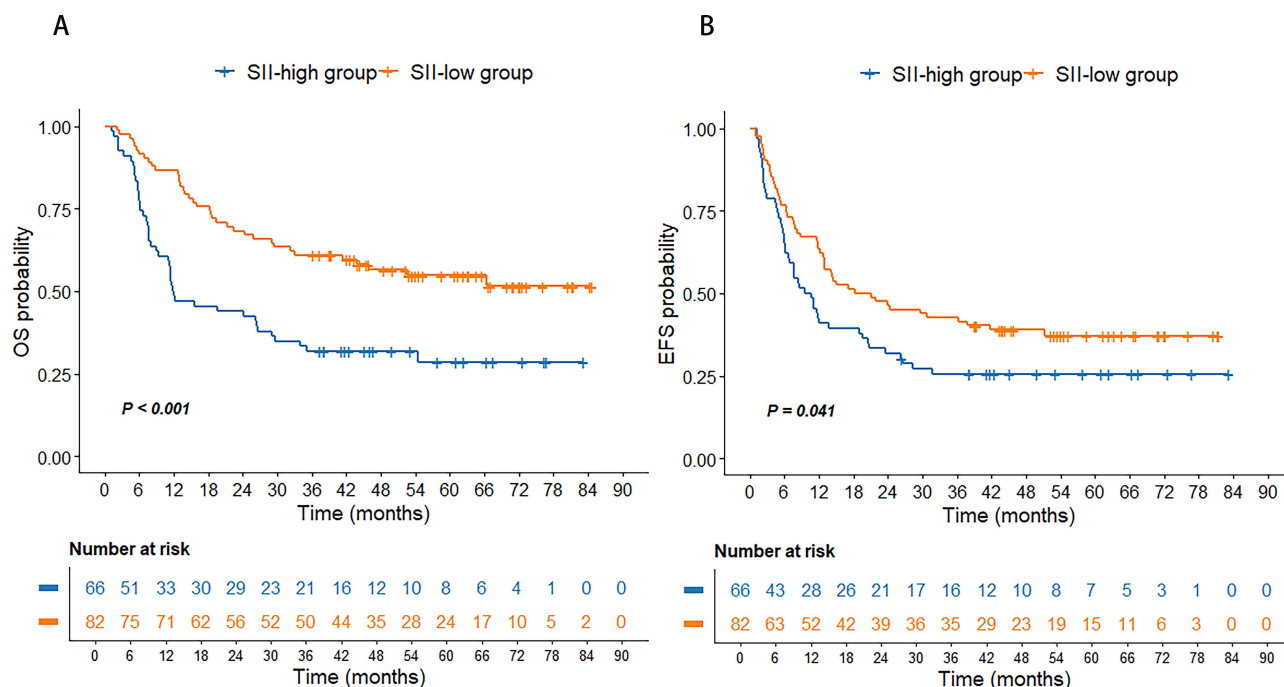 A
SII-high group SII-low group
OS probability
1.00
0.75
0.50
0.25
0.00
P < 0.001
0 6 12 18 24 30 36 42 48 54 60 66 72 78 84 90
Time (months)
Number at risk
66 51 33 30 29 23 21 16 12 10 8 6 4 1 0 0
82 75 71 62 56 52 50 44 35 28 24 17 10 5 2 0
0 6 12 18 24 30 36 42 48 54 60 66 72 78 84 90
Time (months)
B
SII-high group SII-low group
EFS probability
1.00
0.75
0.50
0.25
0.00
P = 0.041
0 6 12 18 24 30 36 42 48 54 60 66 72 78 84 90
Time (months)
Number at risk
66 43 28 26 21 17 16 12 10 8 7 5 3 1 0 0
82 63 52 42 39 36 35 29 23 19 15 11 6 3 0 0
0 6 12 18 24 30 36 42 48 54 60 66 72 78 84 90
Time (months)